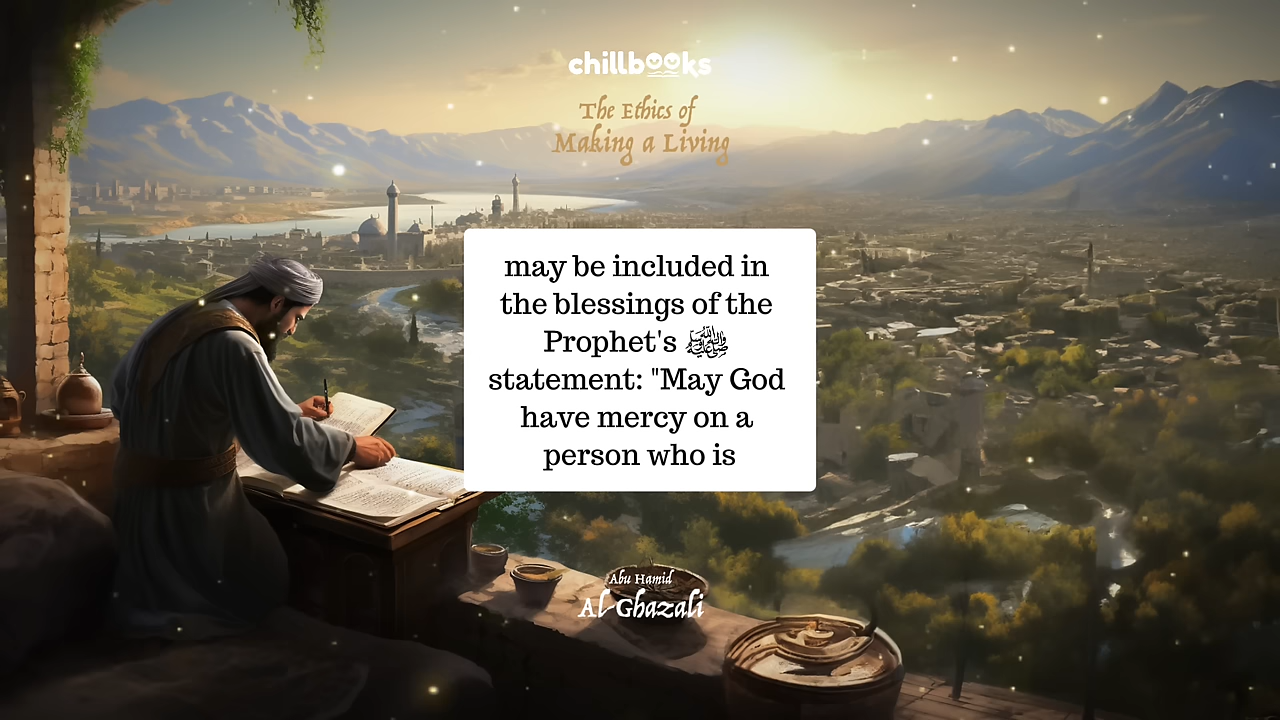 chillbooks
The Ethics of
Making a Living
may be included in
the blessings of the
Prophet's ﷺ
statement: "May God
have mercy on a
person who is
Abu Hamid
Al-Ghazali